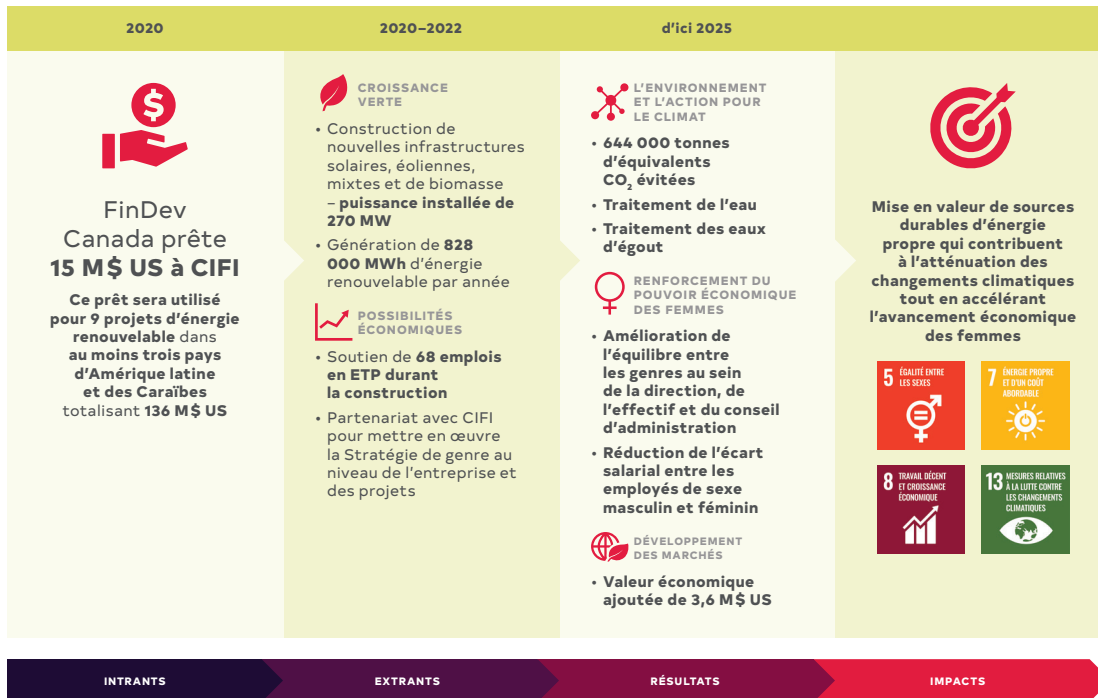 2020
2020–2022
d'ici 2025
$
FinDev
Canada prête
15 M$ US à CIFI
Ce prêt sera utilisé
pour 9 projets d'énergie
renouvelable dans
au moins trois pays
d'Amérique latine
et des Caraïbes
totalisant 136 M$ US
CROISSANCE
VERTE
• Construction de
nouvelles infrastructures
solaires, éoliennes,
mixtes et de biomasse
– puissance installée de
270 MW
• Génération de 828
000 MWh d'énergie
renouvelable par année
POSSIBILITÉS
ÉCONOMIQUES
• Soutien de 68 emplois
en ETP durant
la construction
• Partenariat avec CIFI
pour mettre en œuvre
la Stratégie de genre au
niveau de l'entreprise et
des projets
L'ENVIRONNEMENT
ET L'ACTION POUR
LE CLIMAT
• 644 000 tonnes
d'équivalents
CO₂ évitées
• Traitement de l'eau
• Traitement des eaux
d'égout
RENFORCEMENT DU
POUVOIR ÉCONOMIQUE
DES FEMMES
• Amélioration de
l'équilibre entre
les genres au sein
de la direction, de
l'effectif et du conseil
d'administration
• Réduction de l'écart
salarial entre les
employés de sexe
masculin et féminin
DÉVELOPPEMENT
DES MARCHÉS
• Valeur économique
ajoutée de 3,6 M$ US
Mise en valeur de sources
durables d'énergie
propre qui contribuent
à l'atténuation des
changements climatiques
tout en accélérant
l'avancement économique
des femmes
5 ÉGALITÉ ENTRE
LES SEXES
7 ÉNERGIE PROPRE
ET D'UN COÛT
ABORDABLE
8 TRAVAIL DÉCENT
ET CROISSANCE
ÉCONOMIQUE
13 MESURES RELATIVES
À LA LUTTE CONTRE
LES CHANGEMENTS
CLIMATIQUES
INTRANTS
EXTRANTS
RÉSULTATS
IMPACTS